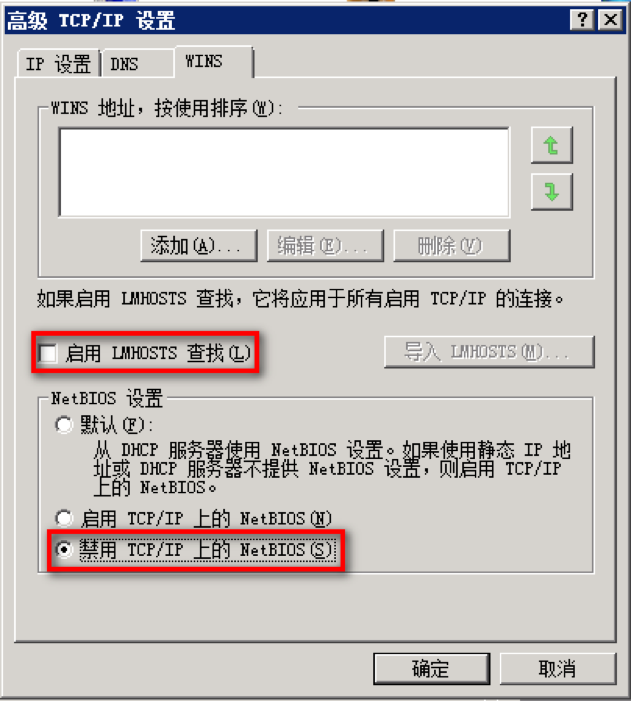 高级 TCP/IP 设置
IP 设置 DNS WINS
WINS 地址，按使用排序(W):
添加(A)... 编辑(E)... 删除(V)
如果启用 LMHOSTS 查找，它将应用于所有启用 TCP/IP 的连接。
启用 LMHOSTS 查找(L) 导入 LMHOSTS(M)...
NetBIOS 设置
默认(F):
从 DHCP 服务器使用 NetBIOS 设置。如果使用静态 IP 地
址或 DHCP 服务器不提供 NetBIOS 设置，则启用 TCP/IP
上的 NetBIOS。
启用 TCP/IP 上的 NetBIOS(N)
禁用 TCP/IP 上的 NetBIOS(S)
确定 取消